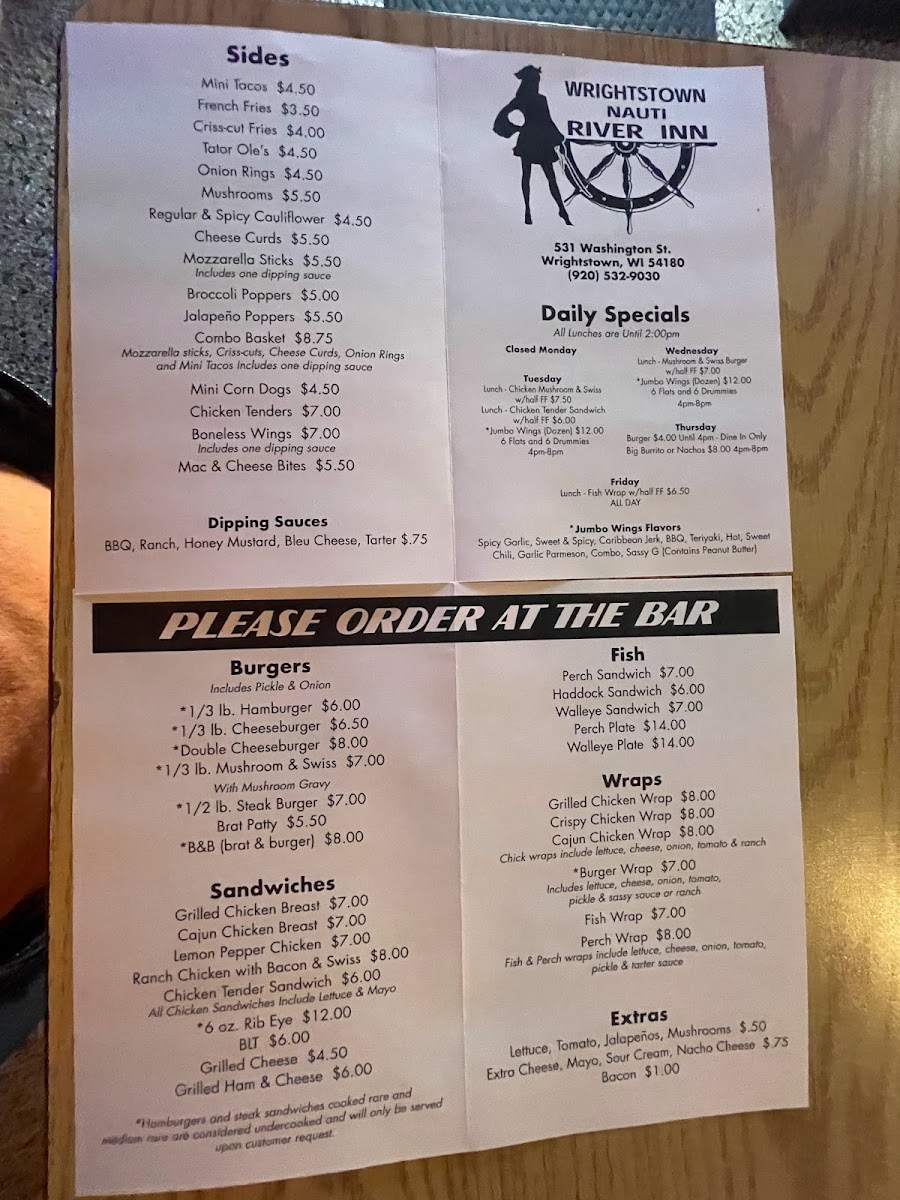 Sides
Mini Tacos $4.50
French Fries $3.50
Criss-cut Fries $4.00
Tator Ole's $4.50
Onion Rings $4.50
Mushrooms $5.50
Regular & Spicy Cauliflower $4.50
Cheese Curds $5.50
Mozzarella Sticks $5.50
Includes one dipping sauce
Broccoli Poppers $5.00
Jalapeño Poppers $5.50
Combo Basket $8.75
Mozzarella sticks, Criss-cuts, Cheese Curds, Onion Rings
and Mini Tacos Includes one dipping sauce
Mini Corn Dogs $4.50
Chicken Tenders $7.00
Boneless Wings $7.00
Includes one dipping sauce
Mac & Cheese Bites $5.50
Dipping Sauces
BBQ, Ranch, Honey Mustard, Bleu Cheese, Tarter $.75
WRIGHTSTOWN
NAUTI
RIVER INN
531 Washington St.
Wrightstown, WI 54180
(920) 532-9030
Daily Specials
All Lunches are Until 2:00pm
Closed Monday
Tuesday
Lunch - Chicken Mushroom & Swiss
w/half FF $7.50
Lunch - Chicken Tender Sandwich
w/half FF $6.00
*Jumbo Wings (Dozen) $12.00
6 Flats and 6 Drummies
4pm-8pm
Wednesday
Lunch - Mushroom & Swiss Burger
w/half FF $7.00
*Jumbo Wings (Dozen) $12.00
6 Flats and 6 Drummies
4pm-8pm
Thursday
Burger $4.00 Until 4pm - Dine In Only
Big Burrito or Nachos $8.00 4pm-8pm
Friday
Lunch - Fish Wrap w/half FF $6.50
ALL DAY
*Jumbo Wings Flavors
Spicy Garlic, Sweet & Spicy, Caribbean Jerk, BBQ, Teriyaki, Hot, Sweet
Chili, Garlic Parmeson, Combo, Sassy G (Contains Peanut Butter)
PLEASE ORDER AT THE BAR
Burgers
Includes Pickle & Onion
*1/3 lb. Hamburger $6.00
*1/3 lb. Cheeseburger $6.50
*Double Cheeseburger $8.00
*1/3 lb. Mushroom & Swiss $7.00
With Mushroom Gravy
*1/2 lb. Steak Burger $7.00
Brat Patty $5.50
*B&B (brat & burger) $8.00
Sandwiches
Grilled Chicken Breast $7.00
Cajun Chicken Breast $7.00
Lemon Pepper Chicken $7.00
Ranch Chicken with Bacon & Swiss $8.00
Chicken Tender Sandwich $6.00
All Chicken Sandwiches Include Lettuce & Mayo
*6 oz. Rib Eye $12.00
BLT $6.00
Grilled Cheese $4.50
Grilled Ham & Cheese $6.00
*Hamburgers and steak sandwiches cooked rare and
medium rare are considered undercooked and will only be served
upon customer request.
Fish
Perch Sandwich $7.00
Haddock Sandwich $6.00
Walleye Sandwich $7.00
Perch Plate $14.00
Walleye Plate $14.00
Wraps
Grilled Chicken Wrap $8.00
Crispy Chicken Wrap $8.00
Cajun Chicken Wrap $8.00
Chick wraps include lettuce, cheese, onion, tomato & ranch
*Burger Wrap $7.00
Includes lettuce, cheese, onion, tomato,
pickle & sassy sauce or ranch
Fish Wrap $7.00
Perch Wrap $8.00
Fish & Perch wraps include lettuce, cheese, onion, tomato,
pickle & tarter sauce
Extras
Lettuce, Tomato, Jalapeños, Mushrooms $.50
Extra Cheese, Mayo, Sour Cream, Nacho Cheese $.75
Bacon $1.00